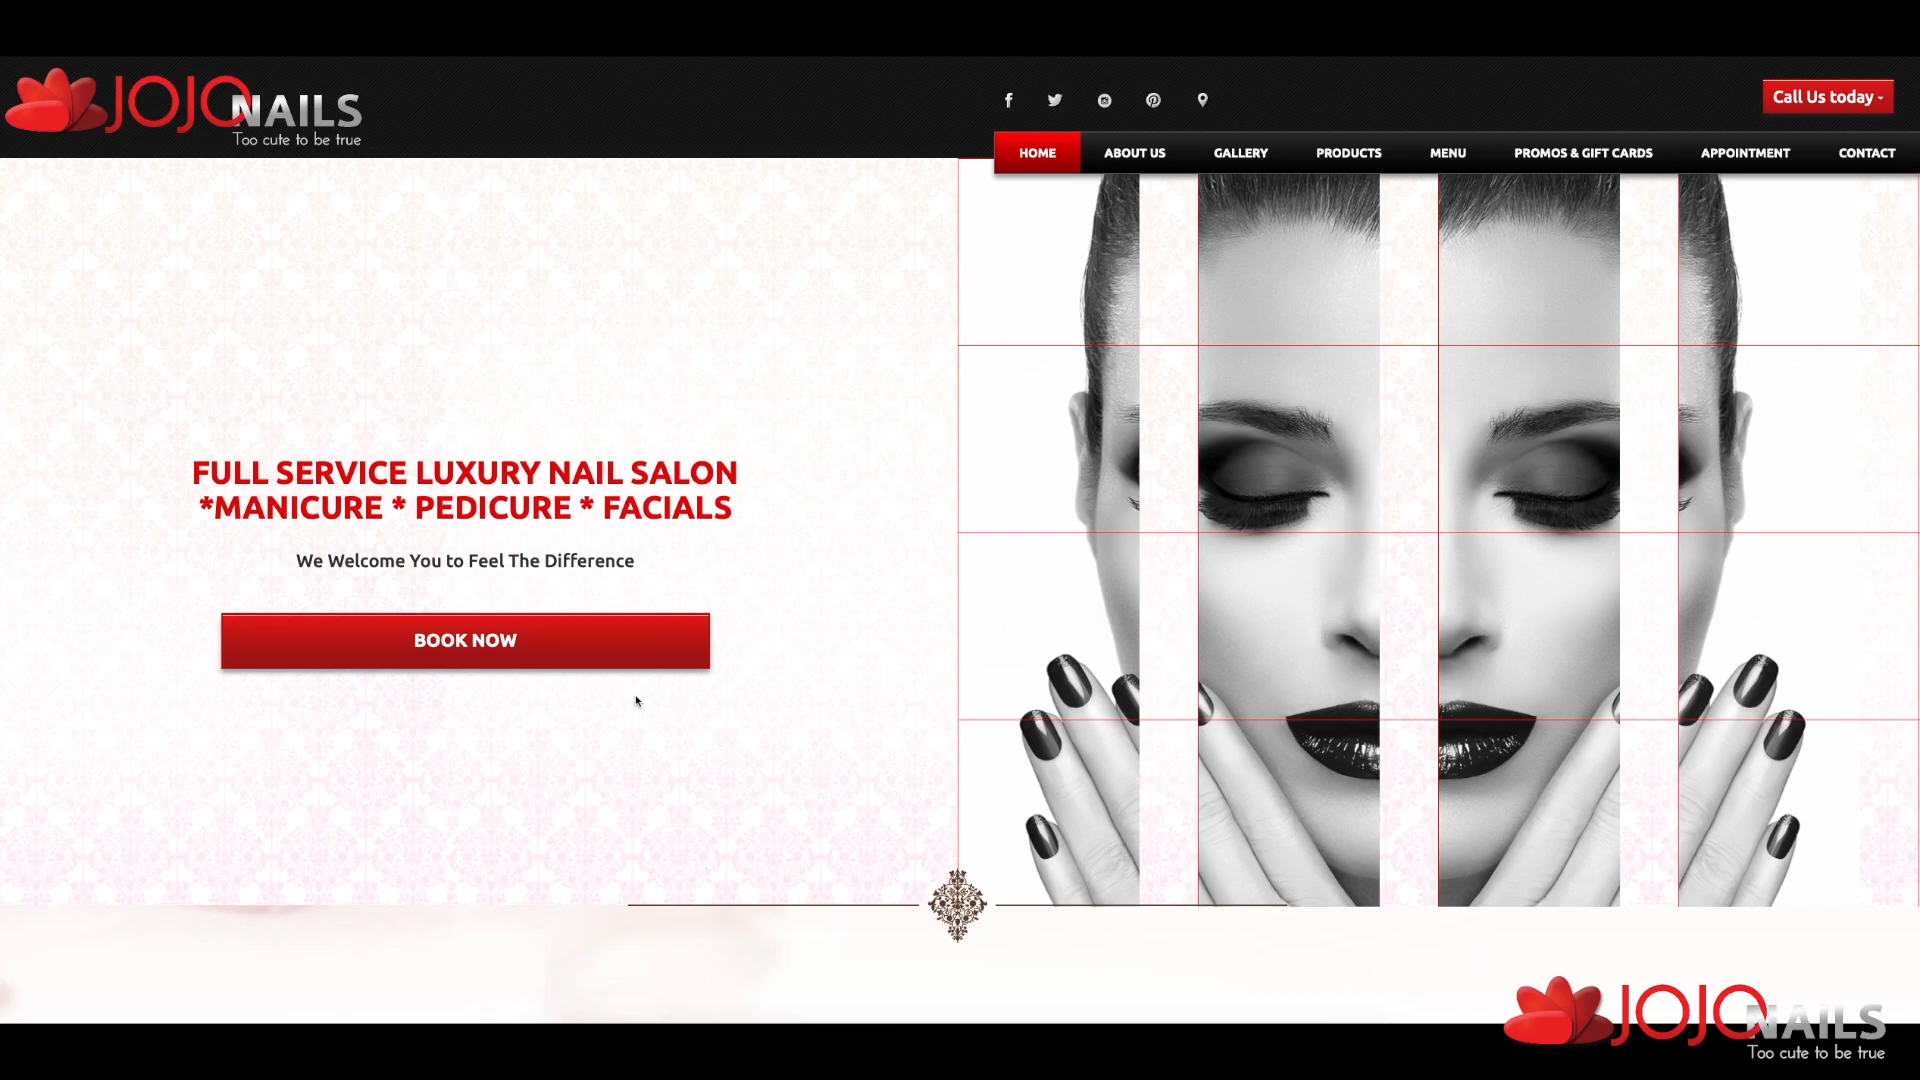 JOJO NAILS
Too cute to be true
Call Us today
HOME ABOUT US GALLERY PRODUCTS MENU PROMOS & GIFT CARDS APPOINTMENT CONTACT
FULL SERVICE LUXURY NAIL SALON
*MANICURE * PEDICURE * FACIALS
We Welcome You to Feel The Difference
BOOK NOW
JOJO NAILS
Too cute to be true